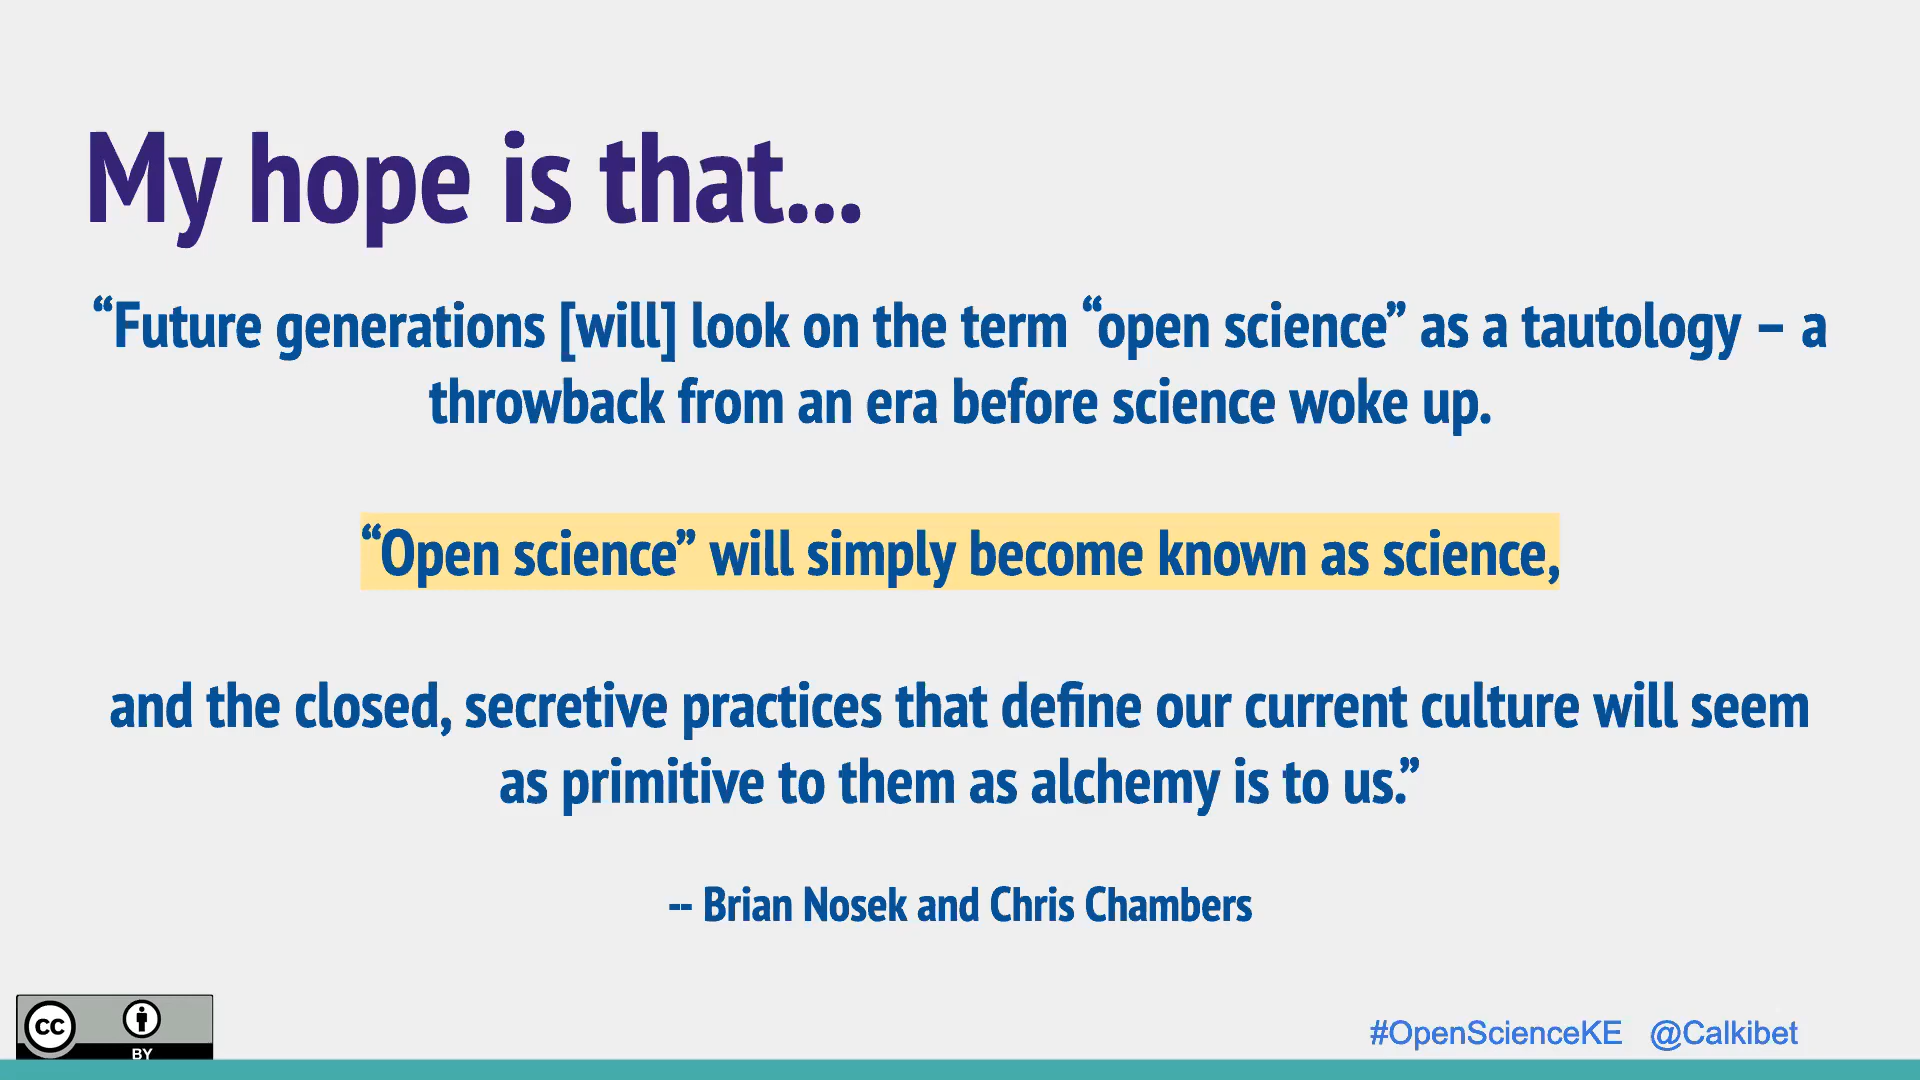 My hope is that...
“Future generations [will] look on the term “open science” as a tautology – a
throwback from an era before science woke up.
“Open science” will simply become known as science,
and the closed, secretive practices that define our current culture will seem
as primitive to them as alchemy is to us.”
-- Brian Nosek and Chris Chambers
cc
BY
#OpenScienceKE @Calkibet